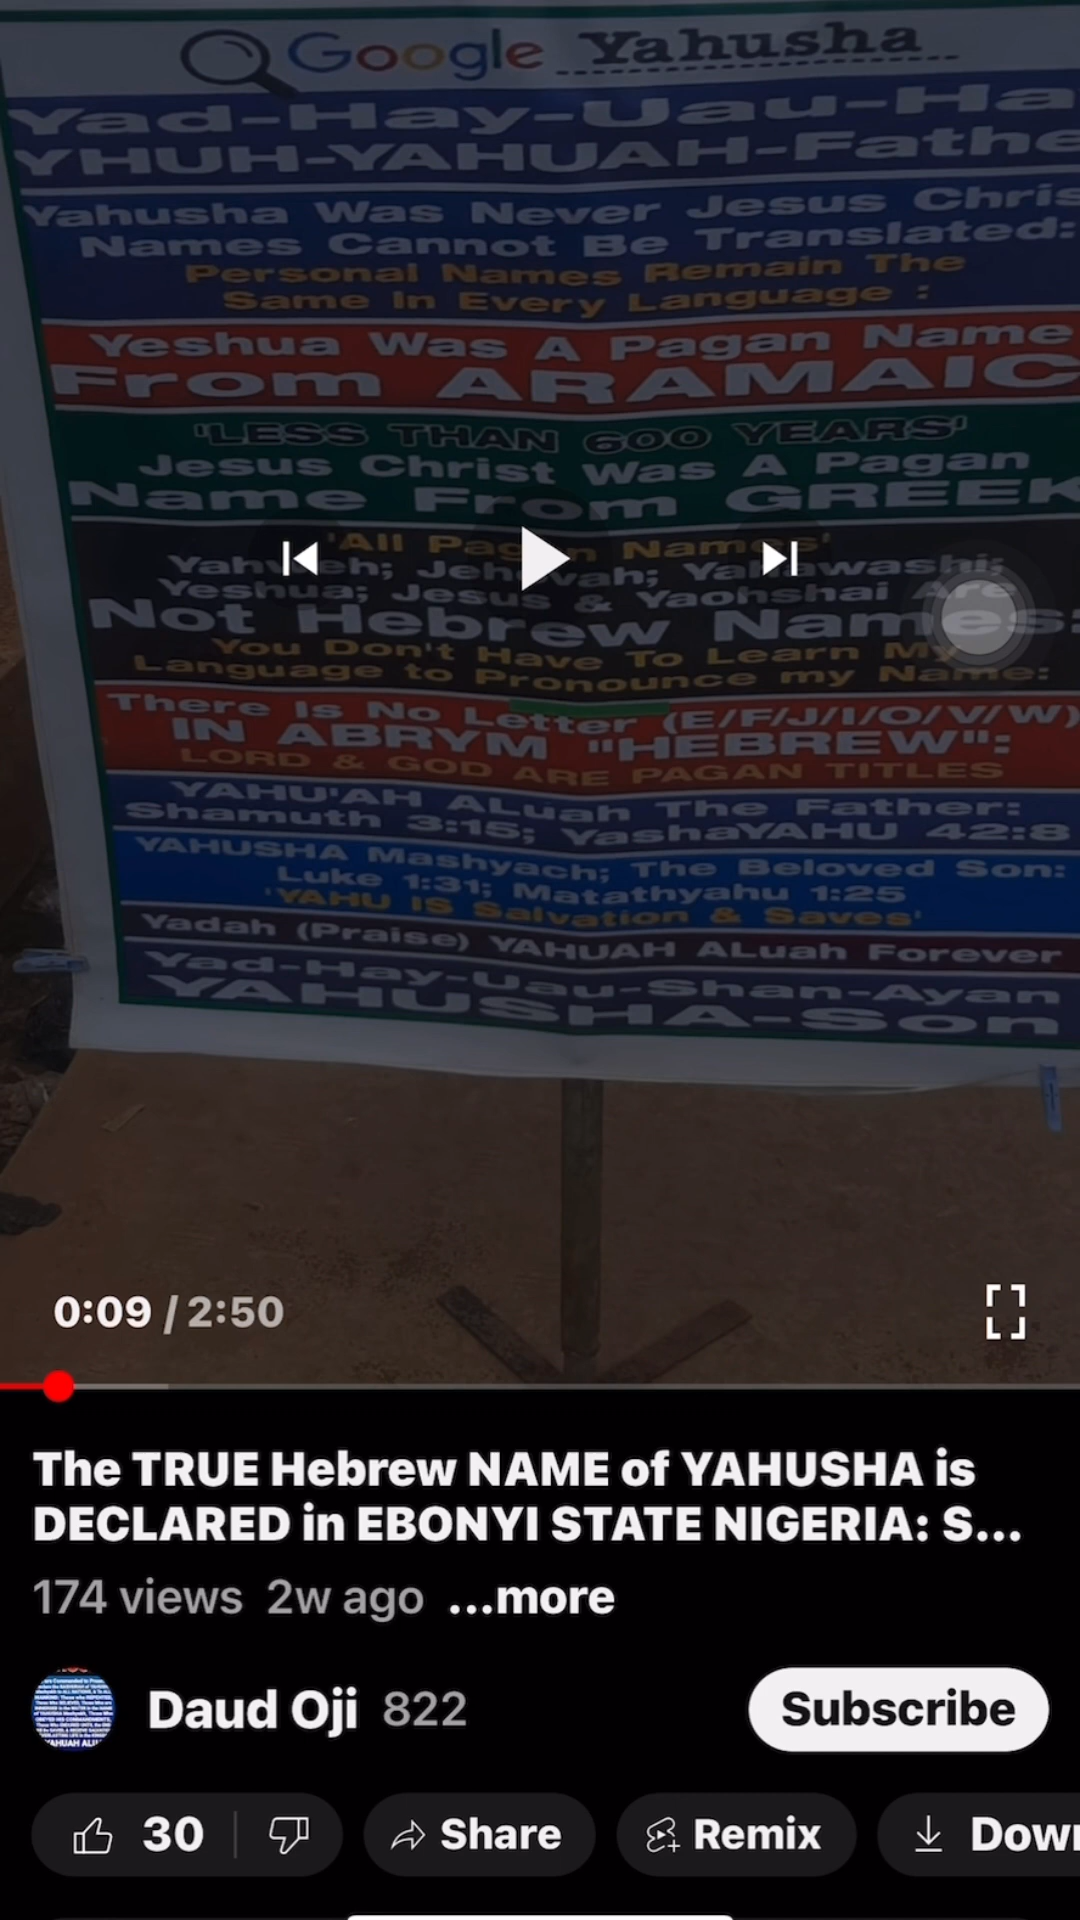 Google Yahusha
Yad-Hay-Uau-Ha
YHUH-YAHUAH-Fathe
Yahusha Was Never Jesus Chris
Names Cannot Be Translated:
Personal Names Remain The
Same In Every Language :
Yeshua Was A Pagan Name
From ARAMAIC
'LESS THAN 600 YEARS'
Jesus Christ Was A Pagan
Name From GREEK
'All Pagan Names'
Yahweh; Jehovah; Yahawashi;
Yeshua; Jesus & Yaohshai Are
Not Hebrew Names:
You Don't Have To Learn My
Language to Pronounce my Name:
There Is No Letter (E/F/J/I/O/V/W)
IN ABRYM "HEBREW":
LORD & GOD ARE PAGAN TITLES
YAHU'AH ALuah The Father:
Shamuth 3:15; YashaYAHU 42:8
YAHUSHA Mashyach; The Beloved Son:
Luke 1:31; Matathyahu 1:25
'YAHU IS Salvation & Saves'
Yadah (Praise) YAHUAH ALuah Forever
Yad-Hay-Uau-Shan-Ayan
YAHUSHA-Son
0:09 / 2:50
The TRUE Hebrew NAME of YAHUSHA is
DECLARED in EBONYI STATE NIGERIA: S...
174 views 2w ago ...more
Daud Oji 822 Subscribe
30 Share Remix Down